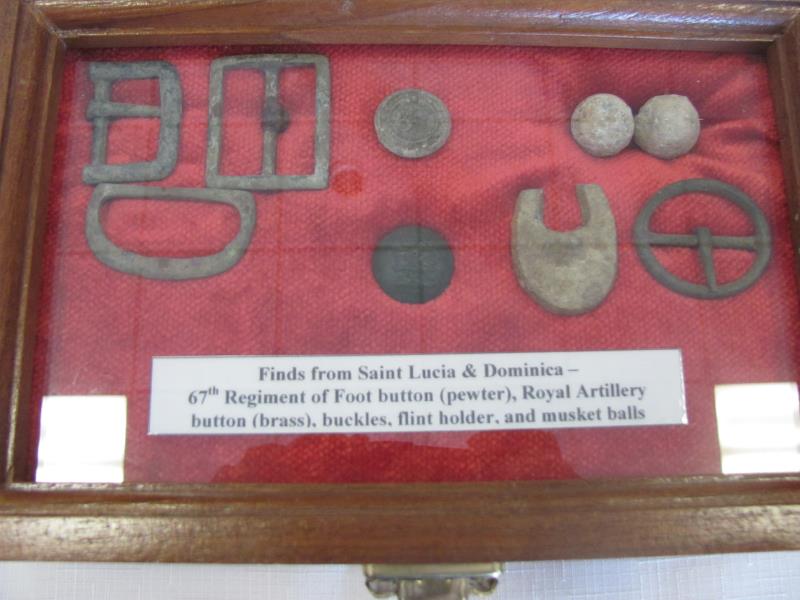 Finds from Saint Lucia & Dominica –
67th Regiment of Foot button (pewter), Royal Artillery
button (brass), buckles, flint holder, and musket balls